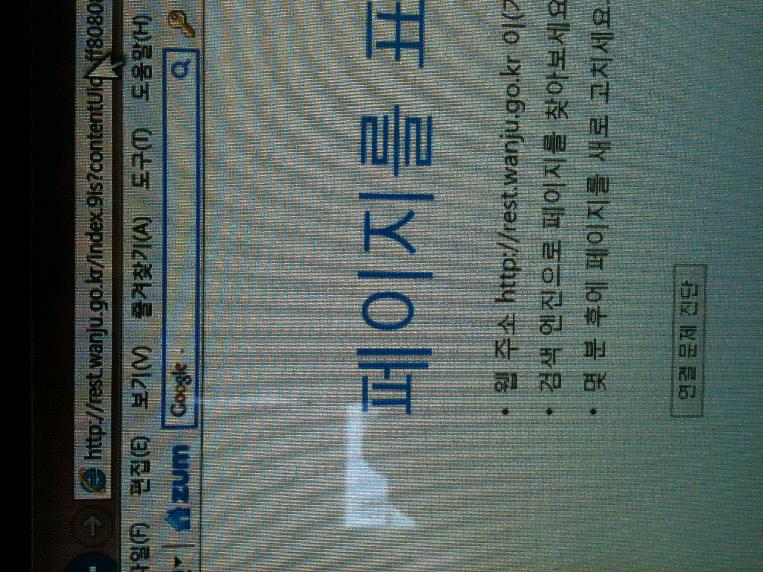 http://rest.wanju.go.kr/index.9is?contentUid=ff8080
파일(F) 편집(E) 보기(V) 즐겨찾기(A) 도구(T) 도움말(H)
zum Google
페이지를 표
• 웹 주소 http://rest.wanju.go.kr 이(가
• 검색 엔진으로 페이지를 찾아보세요
• 몇 분 후에 페이지를 새로 고치세요.
연결 문제 진단